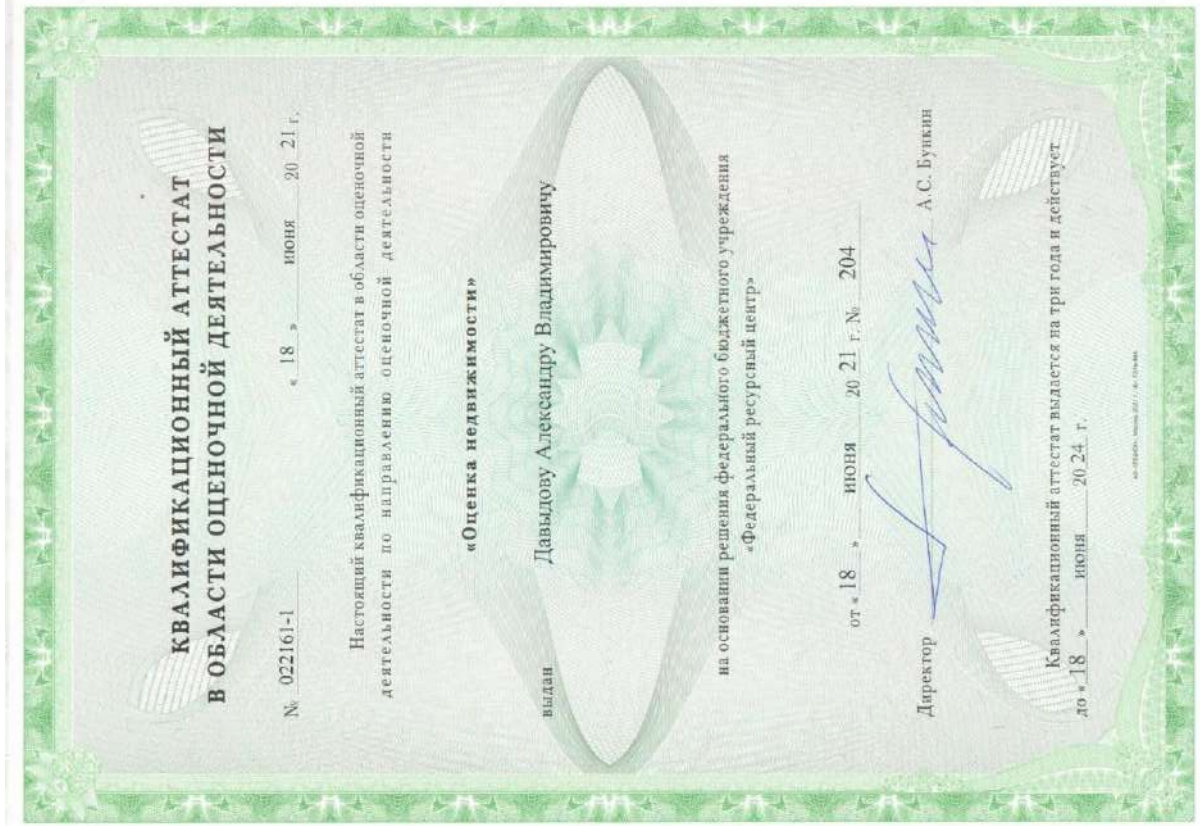 КВАЛИФИКАЦИОННЫЙ АТТЕСТАТ
В ОБЛАСТИ ОЦЕНОЧНОЙ ДЕЯТЕЛЬНОСТИ
№ 022161-1 « 18 » июня 20 21 г.
Настоящий квалификационный аттестат в области оценочной
деятельности по направлению оценочной деятельности
«Оценка недвижимости»
выдан Давыдову Александру Владимировичу
на основании решения федерального бюджетного учреждения
«Федеральный ресурсный центр»
от « 18 » июня 20 21 г. № 204
Директор А.С. Бункин
Квалификационный аттестат выдается на три года и действует
до « 18 » июня 20 24 г.